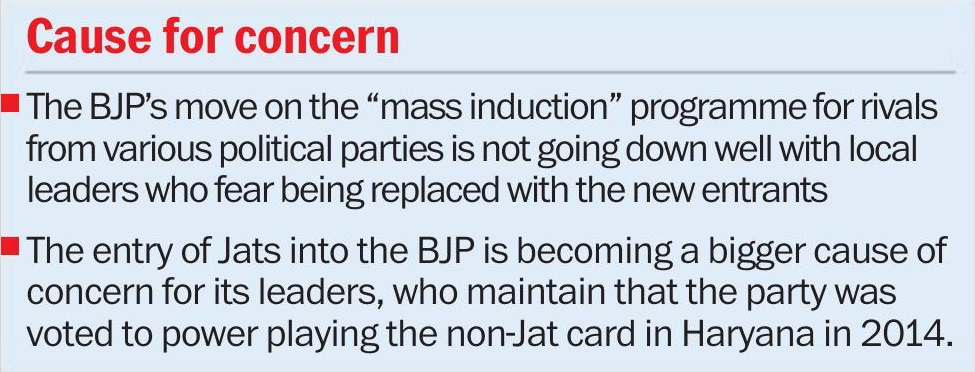 Cause for concern
The BJP's move on the “mass induction” programme for rivals
from various political parties is not going down well with local
leaders who fear being replaced with the new entrants
The entry of Jats into the BJP is becoming a bigger cause of
concern for its leaders, who maintain that the party was
voted to power playing the non-Jat card in Haryana in 2014.